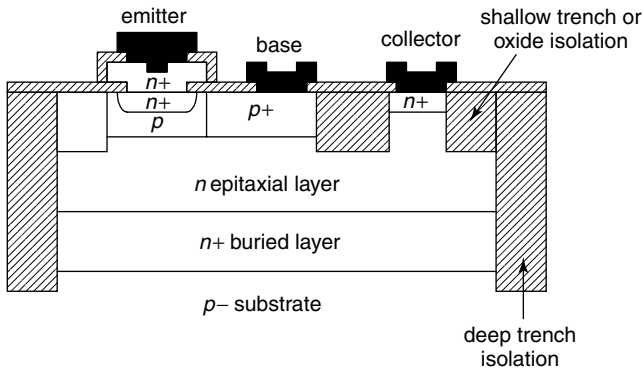 emitter
base
collector
shallow trench or
oxide isolation
n+
n+
p
p+
n+
n epitaxial layer
n+ buried layer
p− substrate
deep trench
isolation